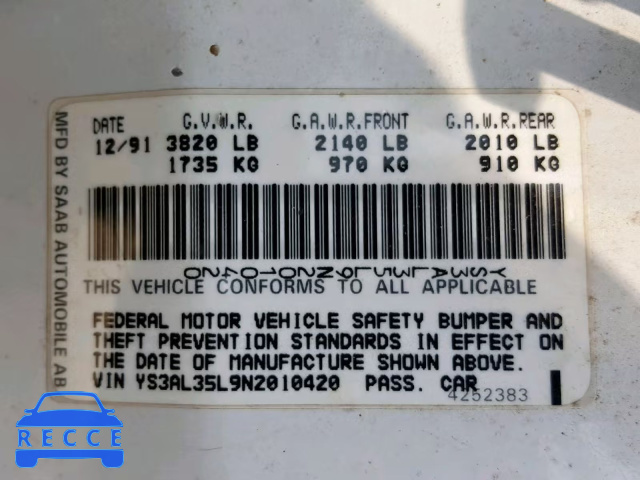 MFD BY SAAB AUTOMOBILE AB
DATE G.V.W.R. G.A.W.R.FRONT G.A.W.R.REAR
12/91 3820 LB 2140 LB 2010 LB
1735 KG 970 KG 910 KG
YS3AL35L9N2010420
THIS VEHICLE CONFORMS TO ALL APPLICABLE
FEDERAL MOTOR VEHICLE SAFETY BUMPER AND
THEFT PREVENTION STANDARDS IN EFFECT ON
THE DATE OF MANUFACTURE SHOWN ABOVE.
VIN YS3AL35L9N2010420 PASS. CAR
4252383
RECCE